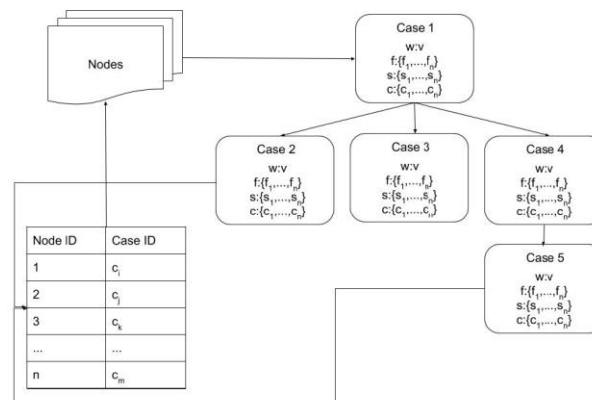 Nodes
Case 1
w:v
f:{f₁,...,fₙ}
s:{s₁,...,sₙ}
c:{c₁,...,cₙ}
Case 2
w:v
f:{f₁,...,fₙ}
s:{s₁,...,sₙ}
c:{c₁,...,cₙ}
Case 3
w:v
f:{f₁,...,fₙ}
s:{s₁,...,sₙ}
c:{c₁,...,cₙ}
Case 4
w:v
f:{f₁,...,fₙ}
s:{s₁,...,sₙ}
c:{c₁,...,cₙ}
Case 5
w:v
f:{f₁,...,fₙ}
s:{s₁,...,sₙ}
c:{c₁,...,cₙ}
Node ID Case ID
1 cᵢ
2 cⱼ
3 cₖ
... ...
n cₘ